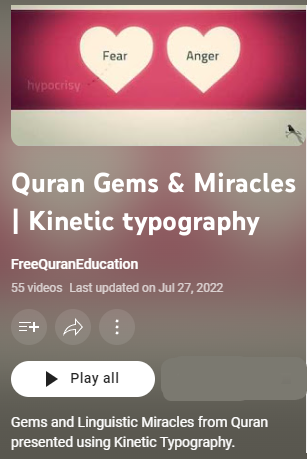 Fear Anger
hypocrisy
Quran Gems & Miracles
| Kinetic typography
FreeQuranEducation
55 videos Last updated on Jul 27, 2022
Play all
Gems and Linguistic Miracles from Quran
presented using Kinetic Typography.